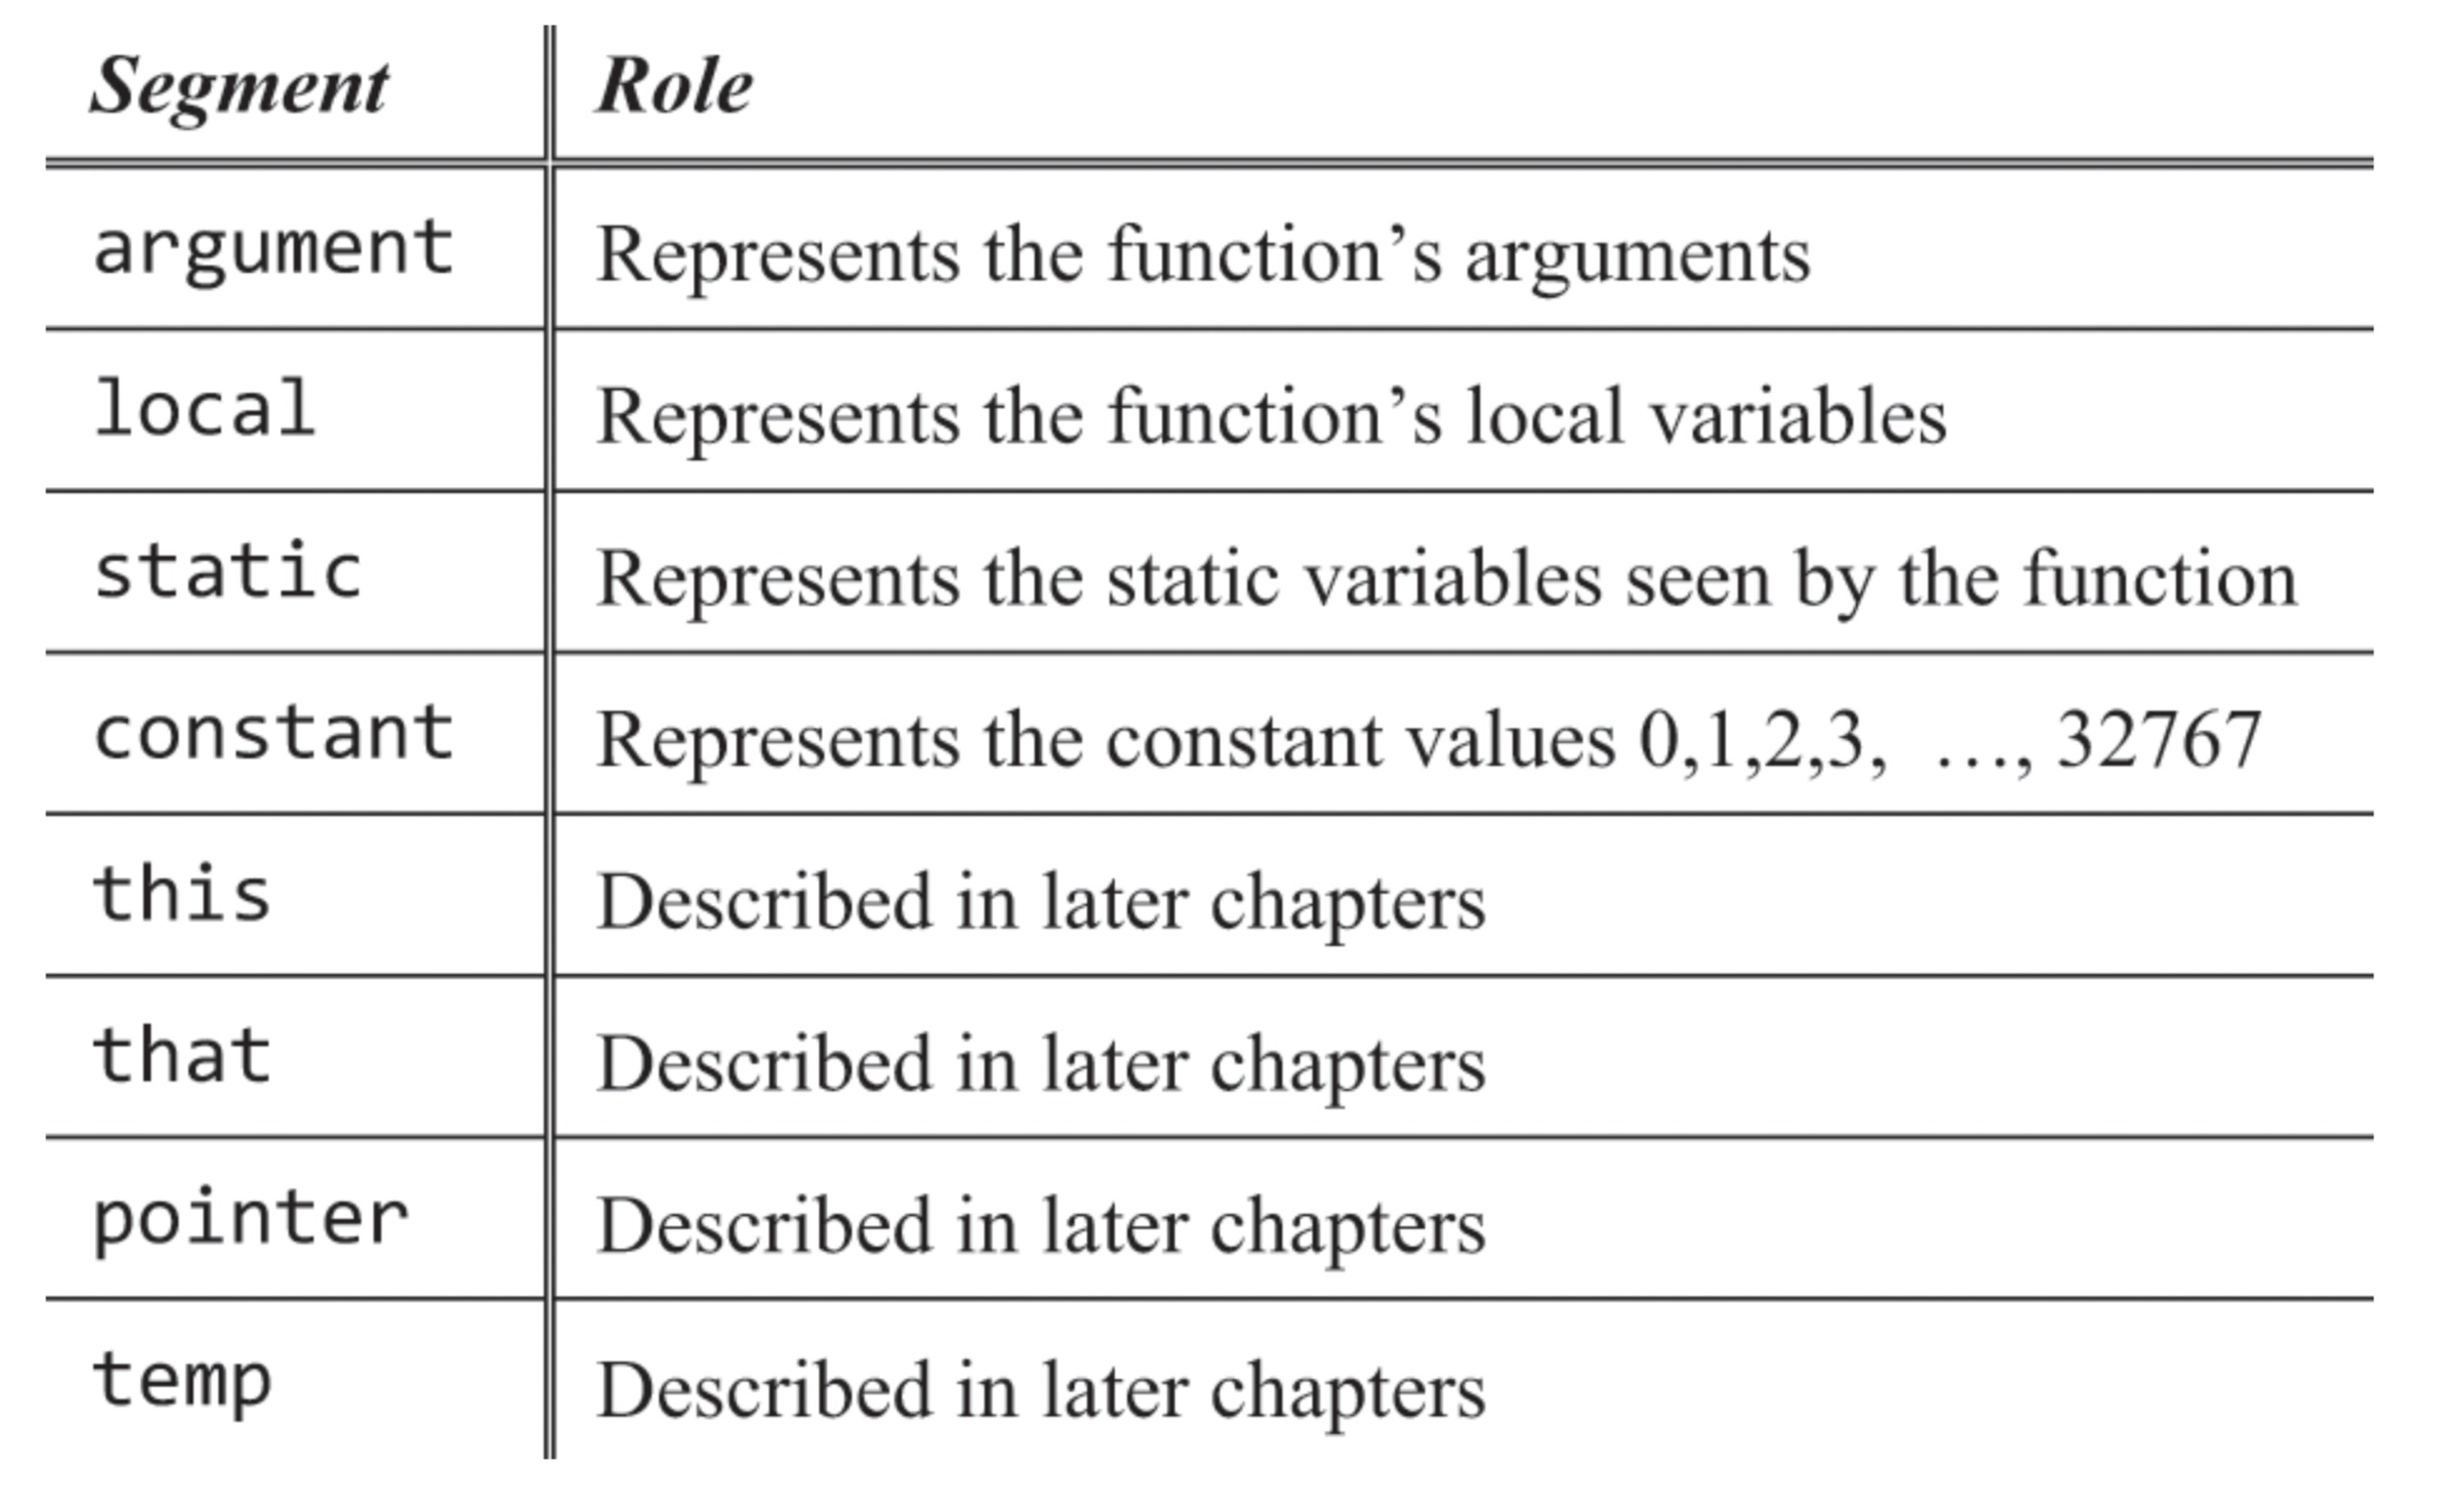 Segment Role
argument Represents the function’s arguments
local Represents the function’s local variables
static Represents the static variables seen by the function
constant Represents the constant values 0,1,2,3, …, 32767
this Described in later chapters
that Described in later chapters
pointer Described in later chapters
temp Described in later chapters